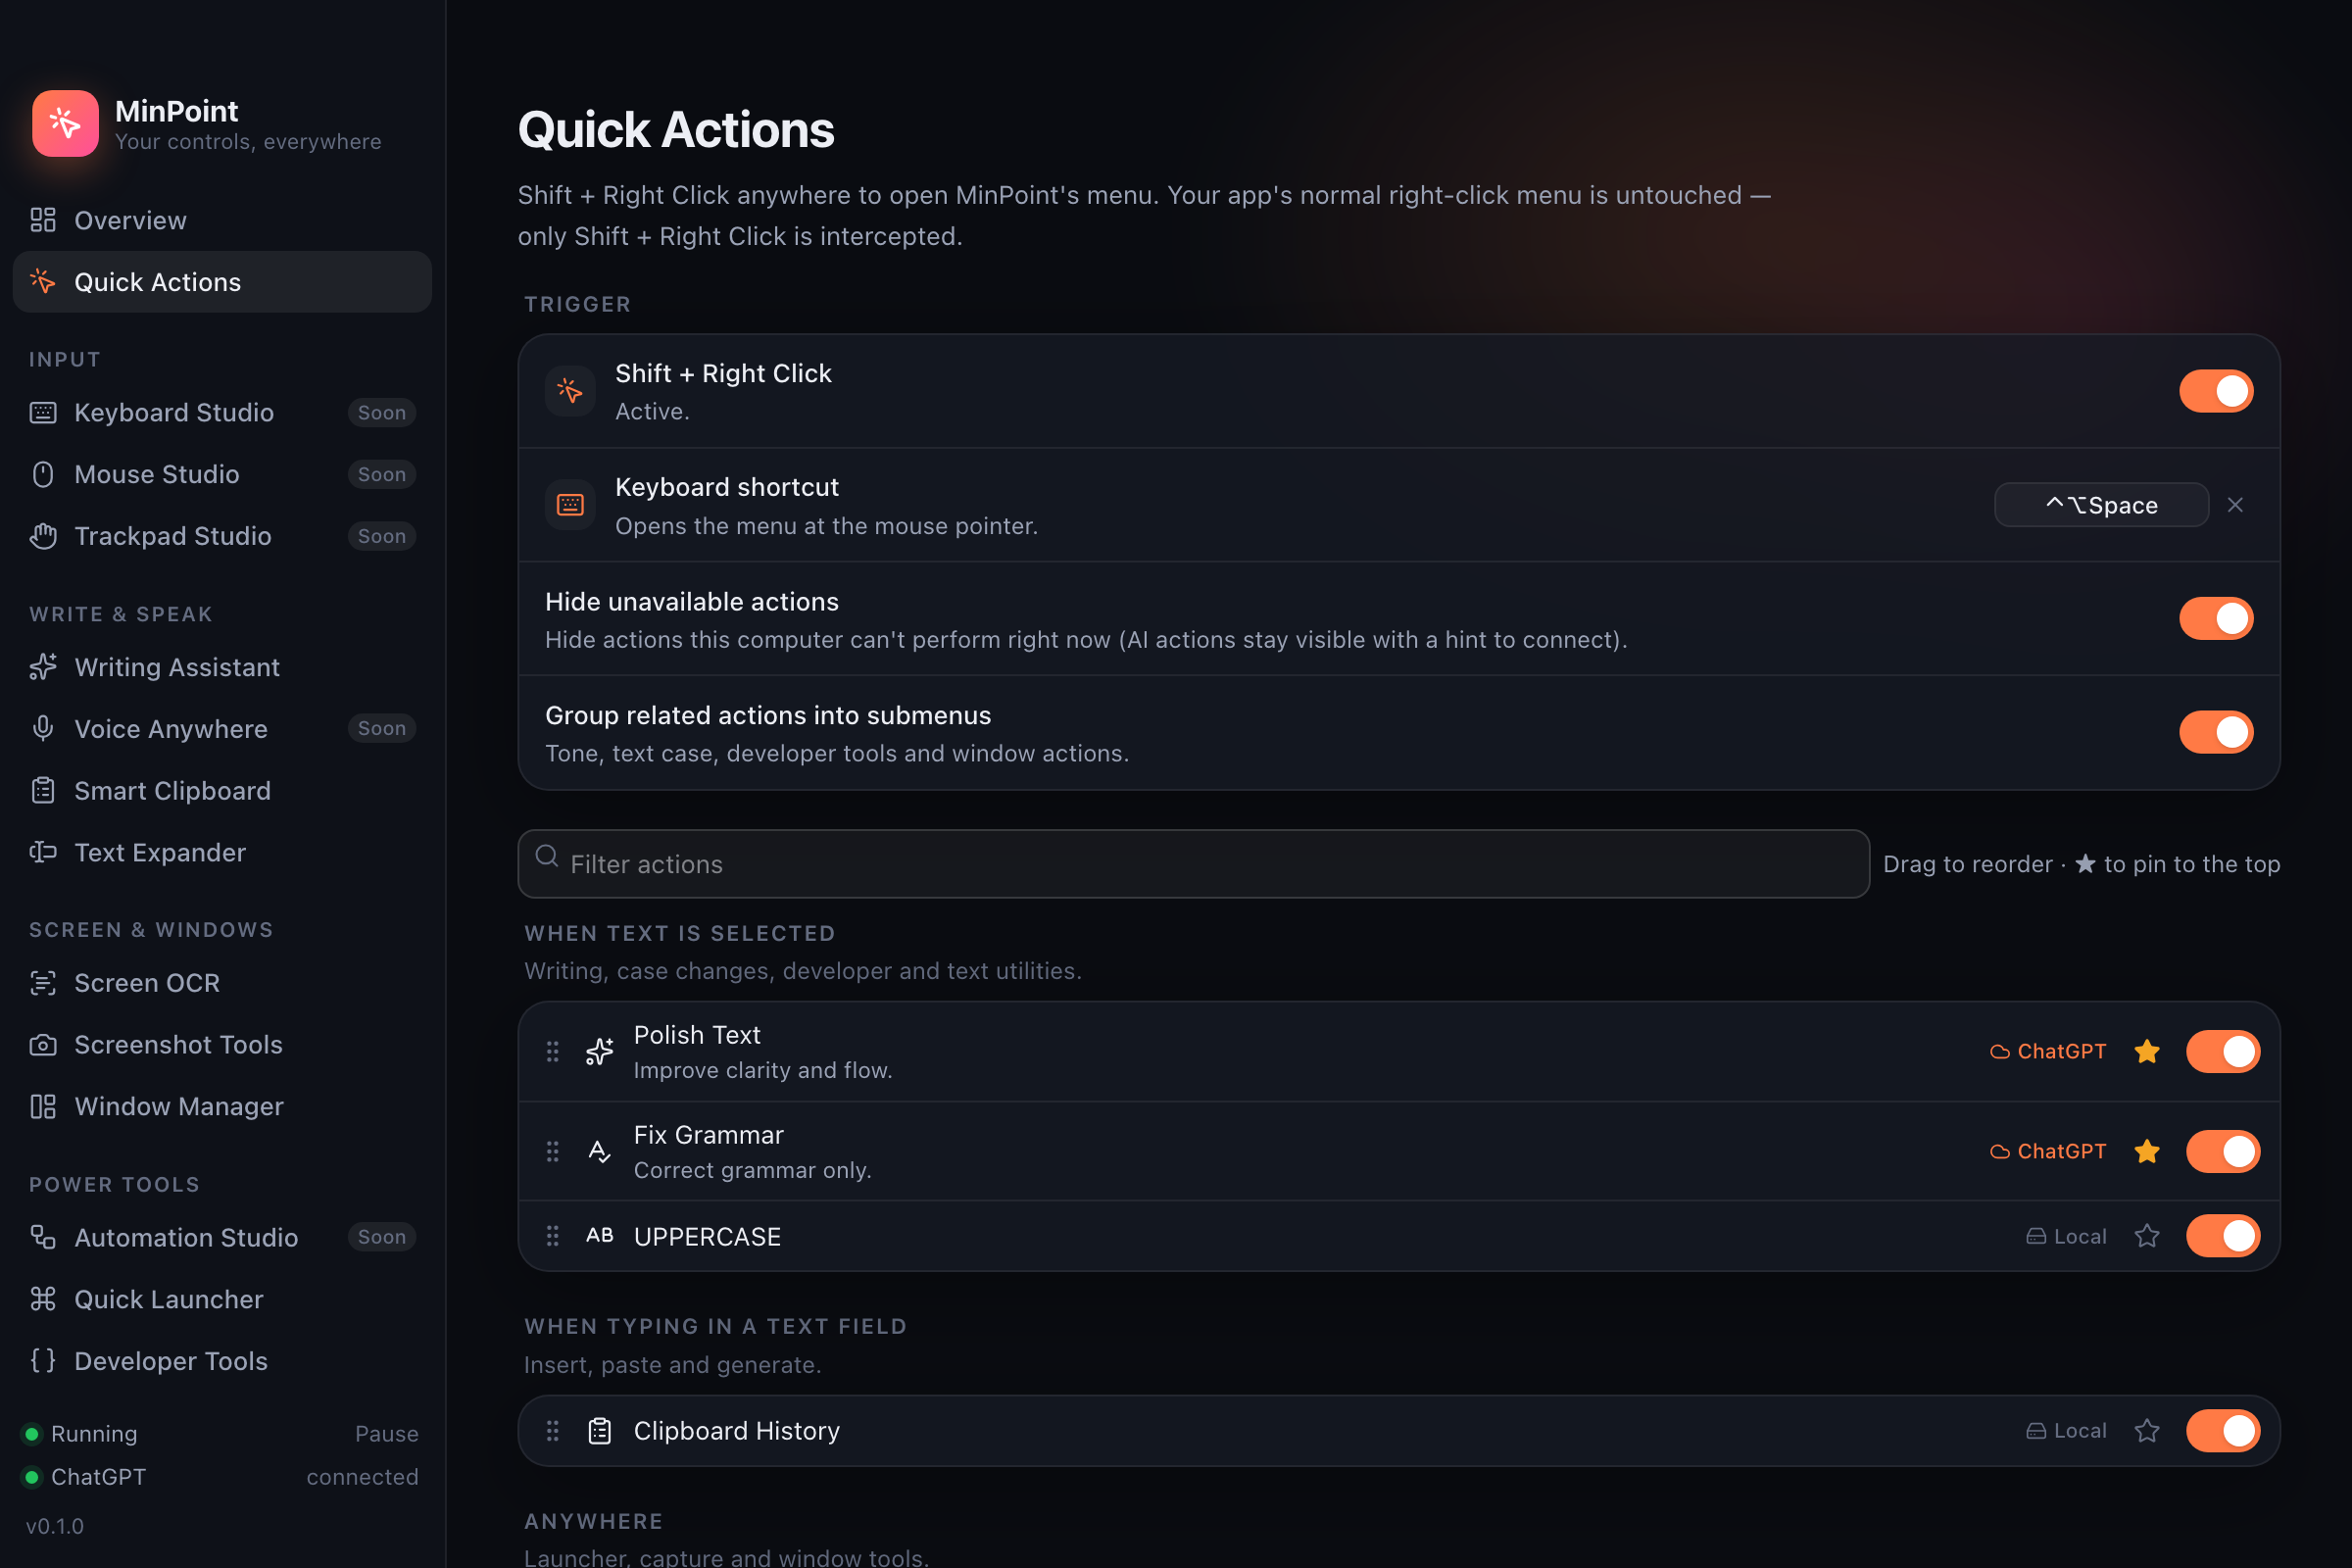 MinPoint
Your controls, everywhere
Overview
Quick Actions
INPUT
Keyboard Studio Soon
Mouse Studio Soon
Trackpad Studio Soon
WRITE & SPEAK
Writing Assistant
Voice Anywhere Soon
Smart Clipboard
Text Expander
SCREEN & WINDOWS
Screen OCR
Screenshot Tools
Window Manager
POWER TOOLS
Automation Studio Soon
Quick Launcher
Developer Tools
Running Pause
ChatGPT connected
v0.1.0
Quick Actions
Shift + Right Click anywhere to open MinPoint's menu. Your app's normal right-click menu is untouched —
only Shift + Right Click is intercepted.
TRIGGER
Shift + Right Click
Active.
Keyboard shortcut
Opens the menu at the mouse pointer.
⌃⌥Space
Hide unavailable actions
Hide actions this computer can't perform right now (AI actions stay visible with a hint to connect).
Group related actions into submenus
Tone, text case, developer tools and window actions.
Filter actions
Drag to reorder · ★ to pin to the top
WHEN TEXT IS SELECTED
Writing, case changes, developer and text utilities.
Polish Text
Improve clarity and flow.
ChatGPT
Fix Grammar
Correct grammar only.
ChatGPT
AB UPPERCASE Local
WHEN TYPING IN A TEXT FIELD
Insert, paste and generate.
Clipboard History Local
ANYWHERE
Launcher, capture and window tools.